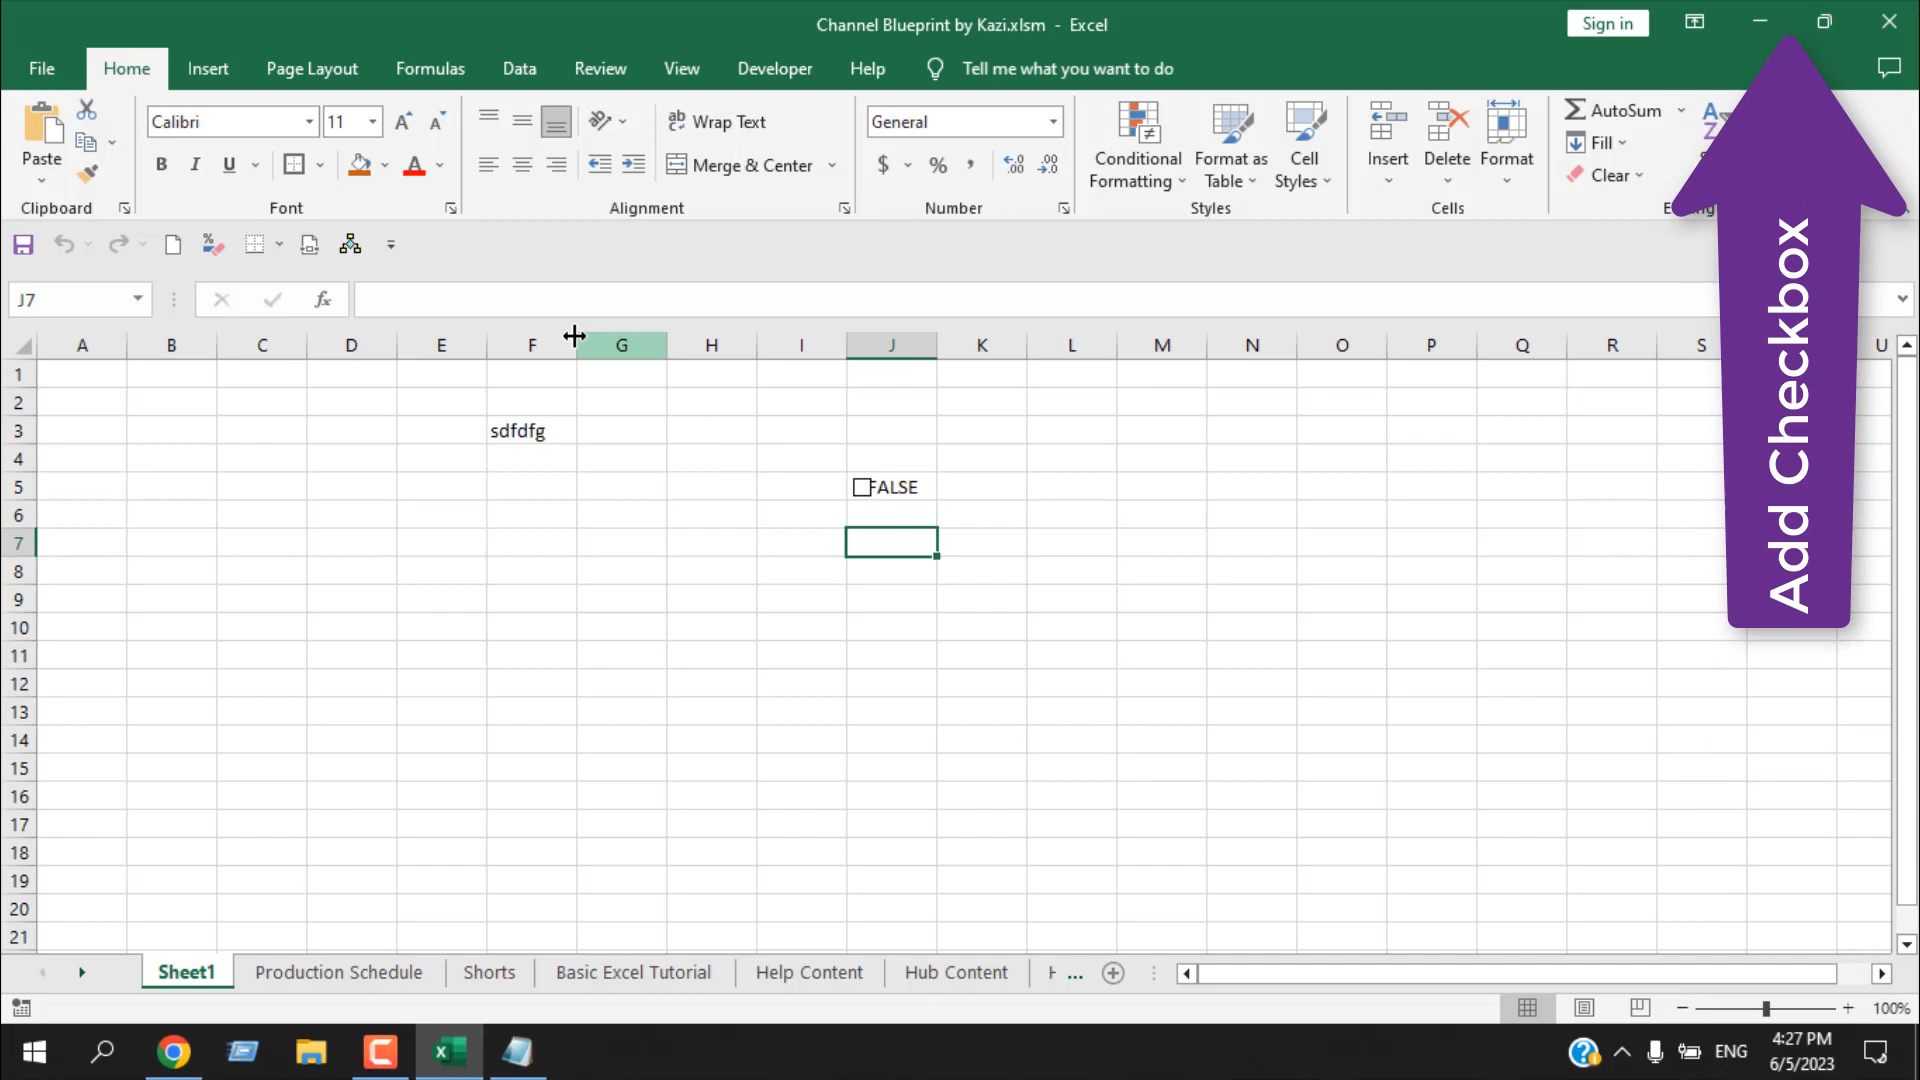 Channel Blueprint by Kazi.xlsm - Excel
Sign in
File Home Insert Page Layout Formulas Data Review View Developer Help Tell me what you want to do
Paste
Clipboard
Calibri 11
B I U
Font
Wrap Text
Merge & Center
Alignment
General
$ % ,
Number
Conditional Formatting
Format as Table
Cell Styles
Styles
Insert Delete Format
Cells
AutoSum
Fill
Clear
J7
fx
A B C D E F G H I J K L M N O P Q R S U
1
2
3 sdfdfg
4
5 FALSE
6
7
8
9
10
11
12
13
14
15
16
17
18
19
20
21
Add Checkbox
Sheet1 Production Schedule Shorts Basic Excel Tutorial Help Content Hub Content ...
100%
ENG
4:27 PM
6/5/2023